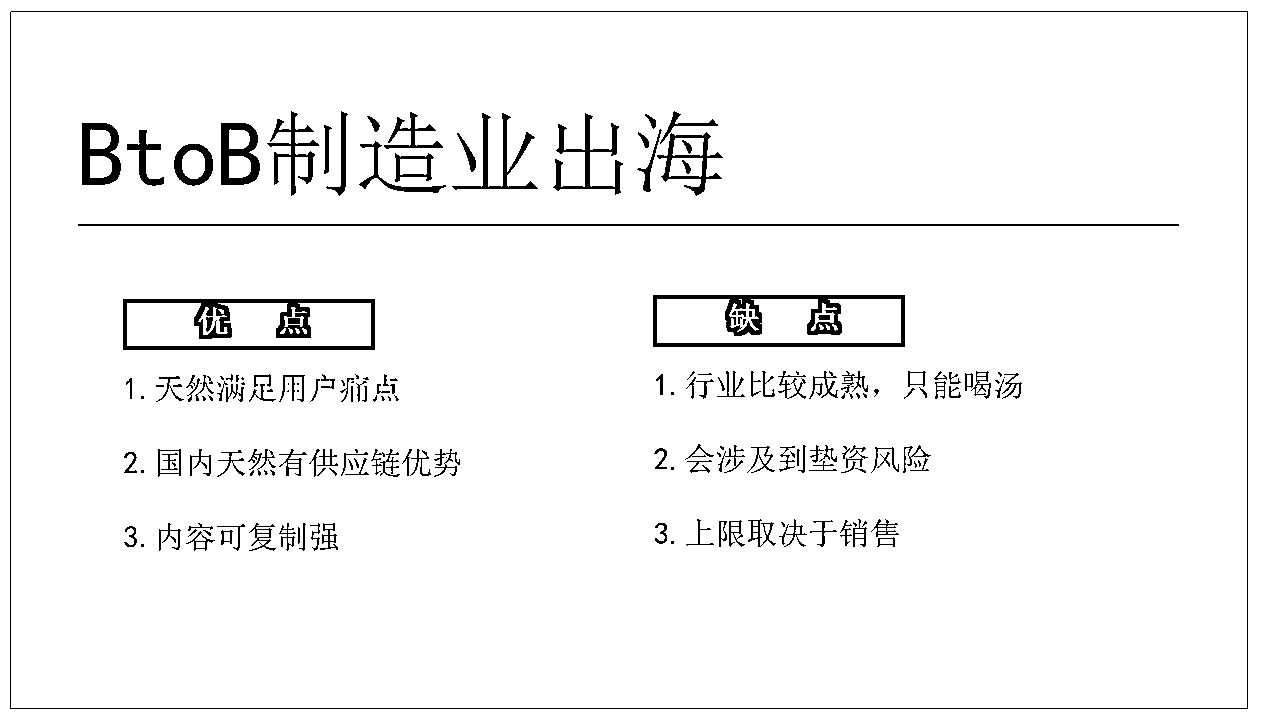 BtoB制造业出海
优 点
1.天然满足用户痛点
2.国内天然有供应链优势
3.内容可复制强
缺 点
1.行业比较成熟，只能喝汤
2.会涉及到垫资风险
3.上限取决于销售